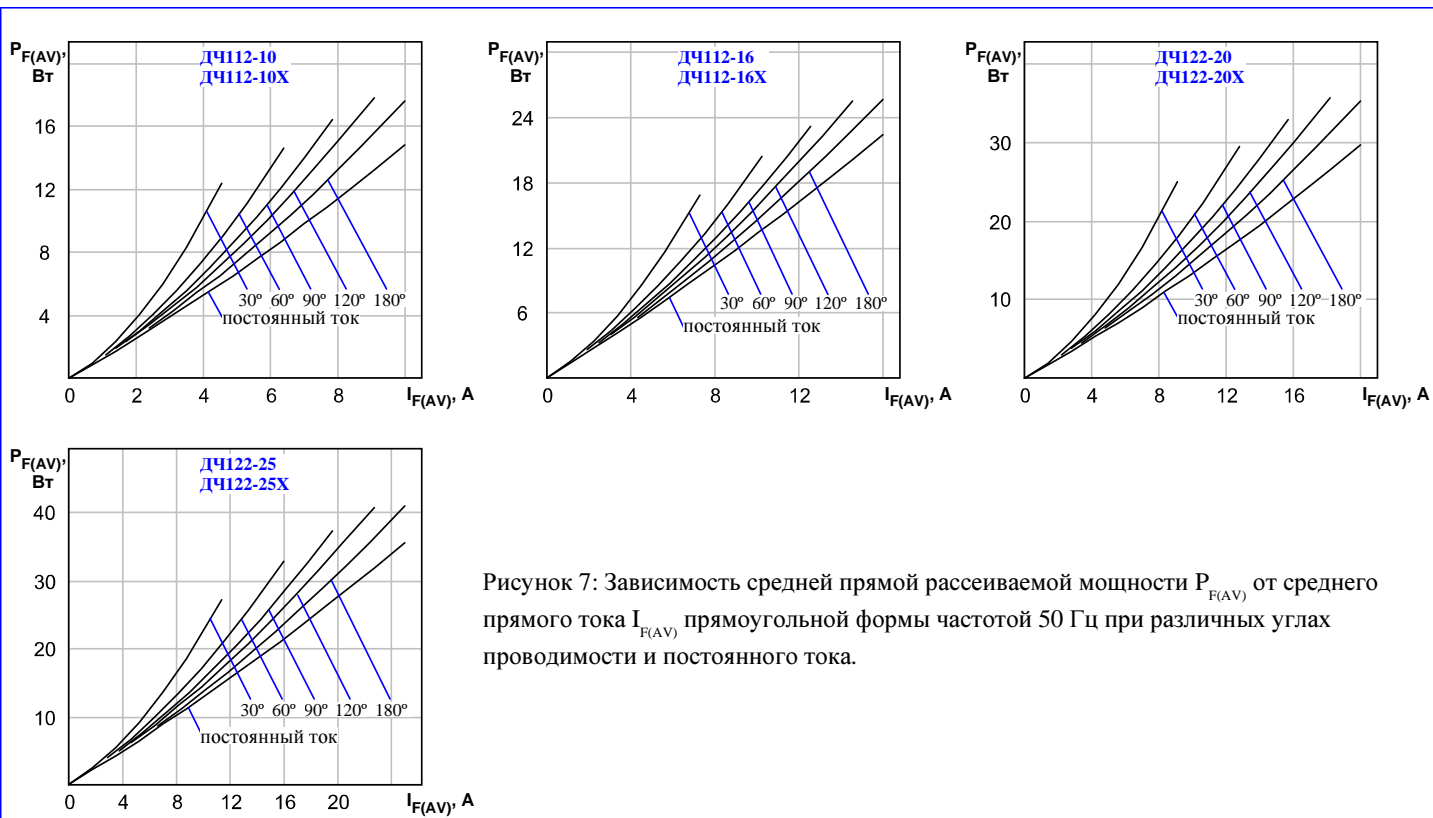 P_F(AV), Вт
ДЧ112-10
ДЧ112-10X
16
12
8
4
30º 60º 90º 120º 180º
постоянный ток
0 2 4 6 8 I_F(AV), А
P_F(AV), Вт
ДЧ112-16
ДЧ112-16X
24
18
12
6
30º 60º 90º 120º 180º
постоянный ток
0 4 8 12 I_F(AV), А
P_F(AV), Вт
ДЧ122-20
ДЧ122-20X
30
20
10
30º 60º 90º 120º 180º
постоянный ток
0 4 8 12 16 I_F(AV), А
P_F(AV), Вт
ДЧ122-25
ДЧ122-25X
40
30
20
10
30º 60º 90º 120º 180º
постоянный ток
0 4 8 12 16 20 I_F(AV), А
Рисунок 7: Зависимость средней прямой рассеиваемой мощности P_F(AV) от среднего
прямого тока I_F(AV) прямоугольной формы частотой 50 Гц при различных углах
проводимости и постоянного тока.